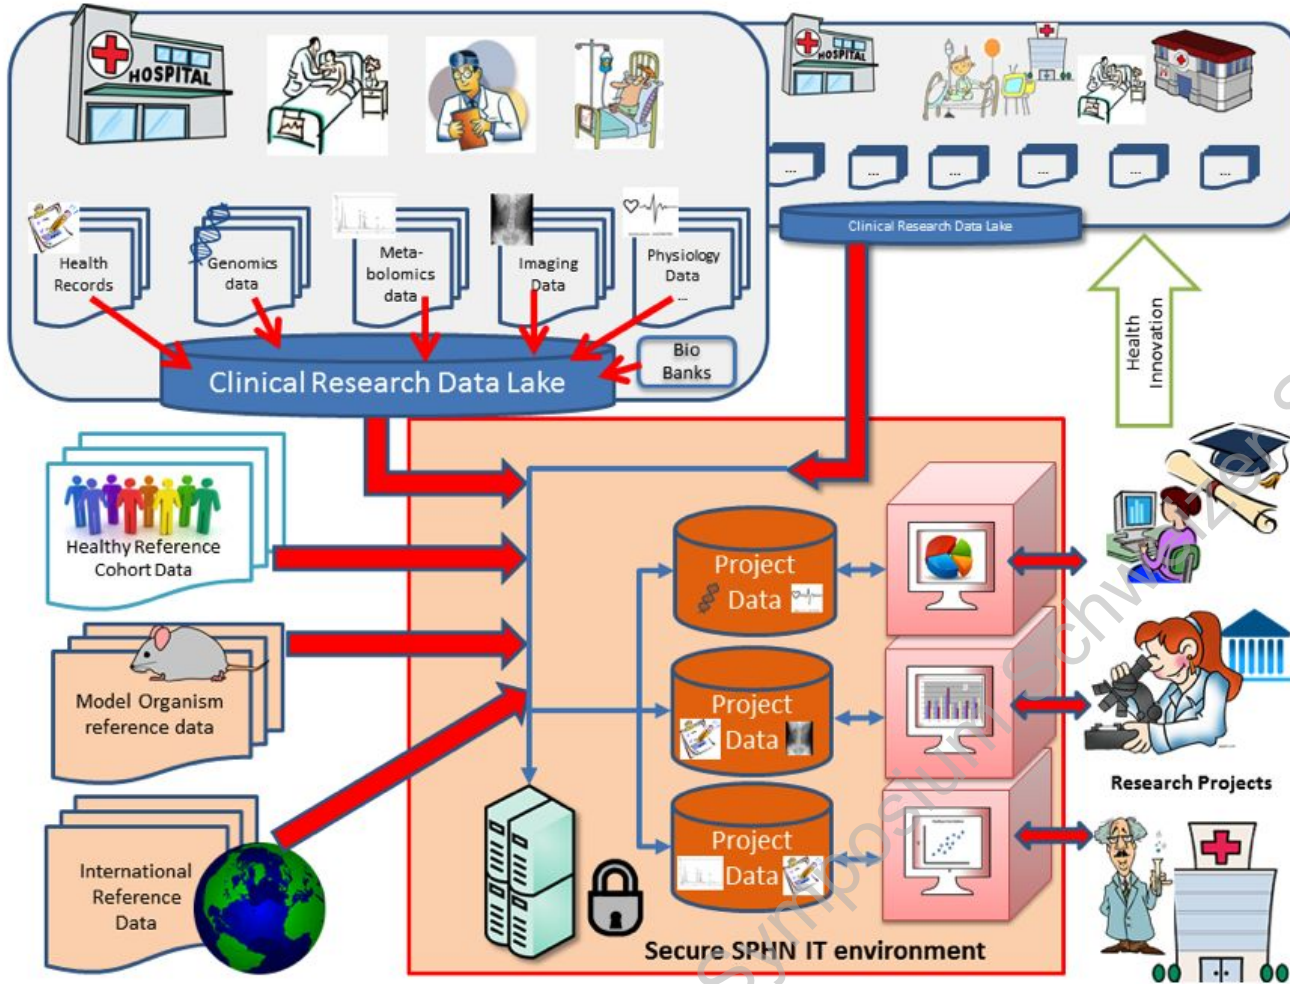 HOSPITAL
HOSPITAL
...
...
...
...
...
...
Clinical Research Data Lake
Health
Records
Genomics
data
Meta-
bolomics
data
Imaging
Data
Physiology
Data
...
Bio
Banks
Clinical Research Data Lake
Health
Innovation
Healthy Reference
Cohort Data
Model Organism
reference data
International
Reference
Data
Project
Data
Project
Data
Project
Data
Research Projects
Secure SPHN IT environment
Symposium Schweizer S